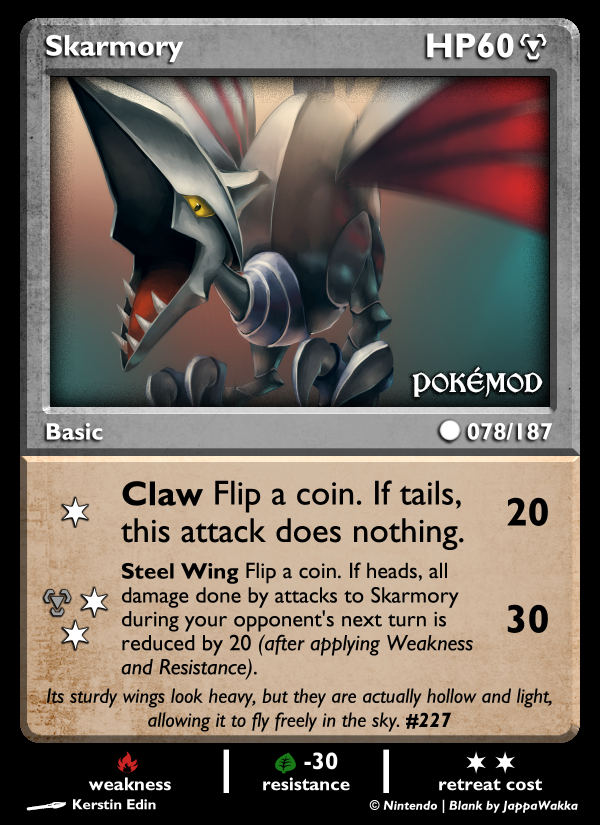 Skarmory HP60
POKÉMOD
Basic 078/187
Claw Flip a coin. If tails,
this attack does nothing. 20
Steel Wing Flip a coin. If heads, all
damage done by attacks to Skarmory
during your opponent's next turn is
reduced by 20 (after applying Weakness
and Resistance). 30
Its sturdy wings look heavy, but they are actually hollow and light,
allowing it to fly freely in the sky. #227
-30
weakness resistance retreat cost
Kerstin Edin © Nintendo | Blank by JappaWakka